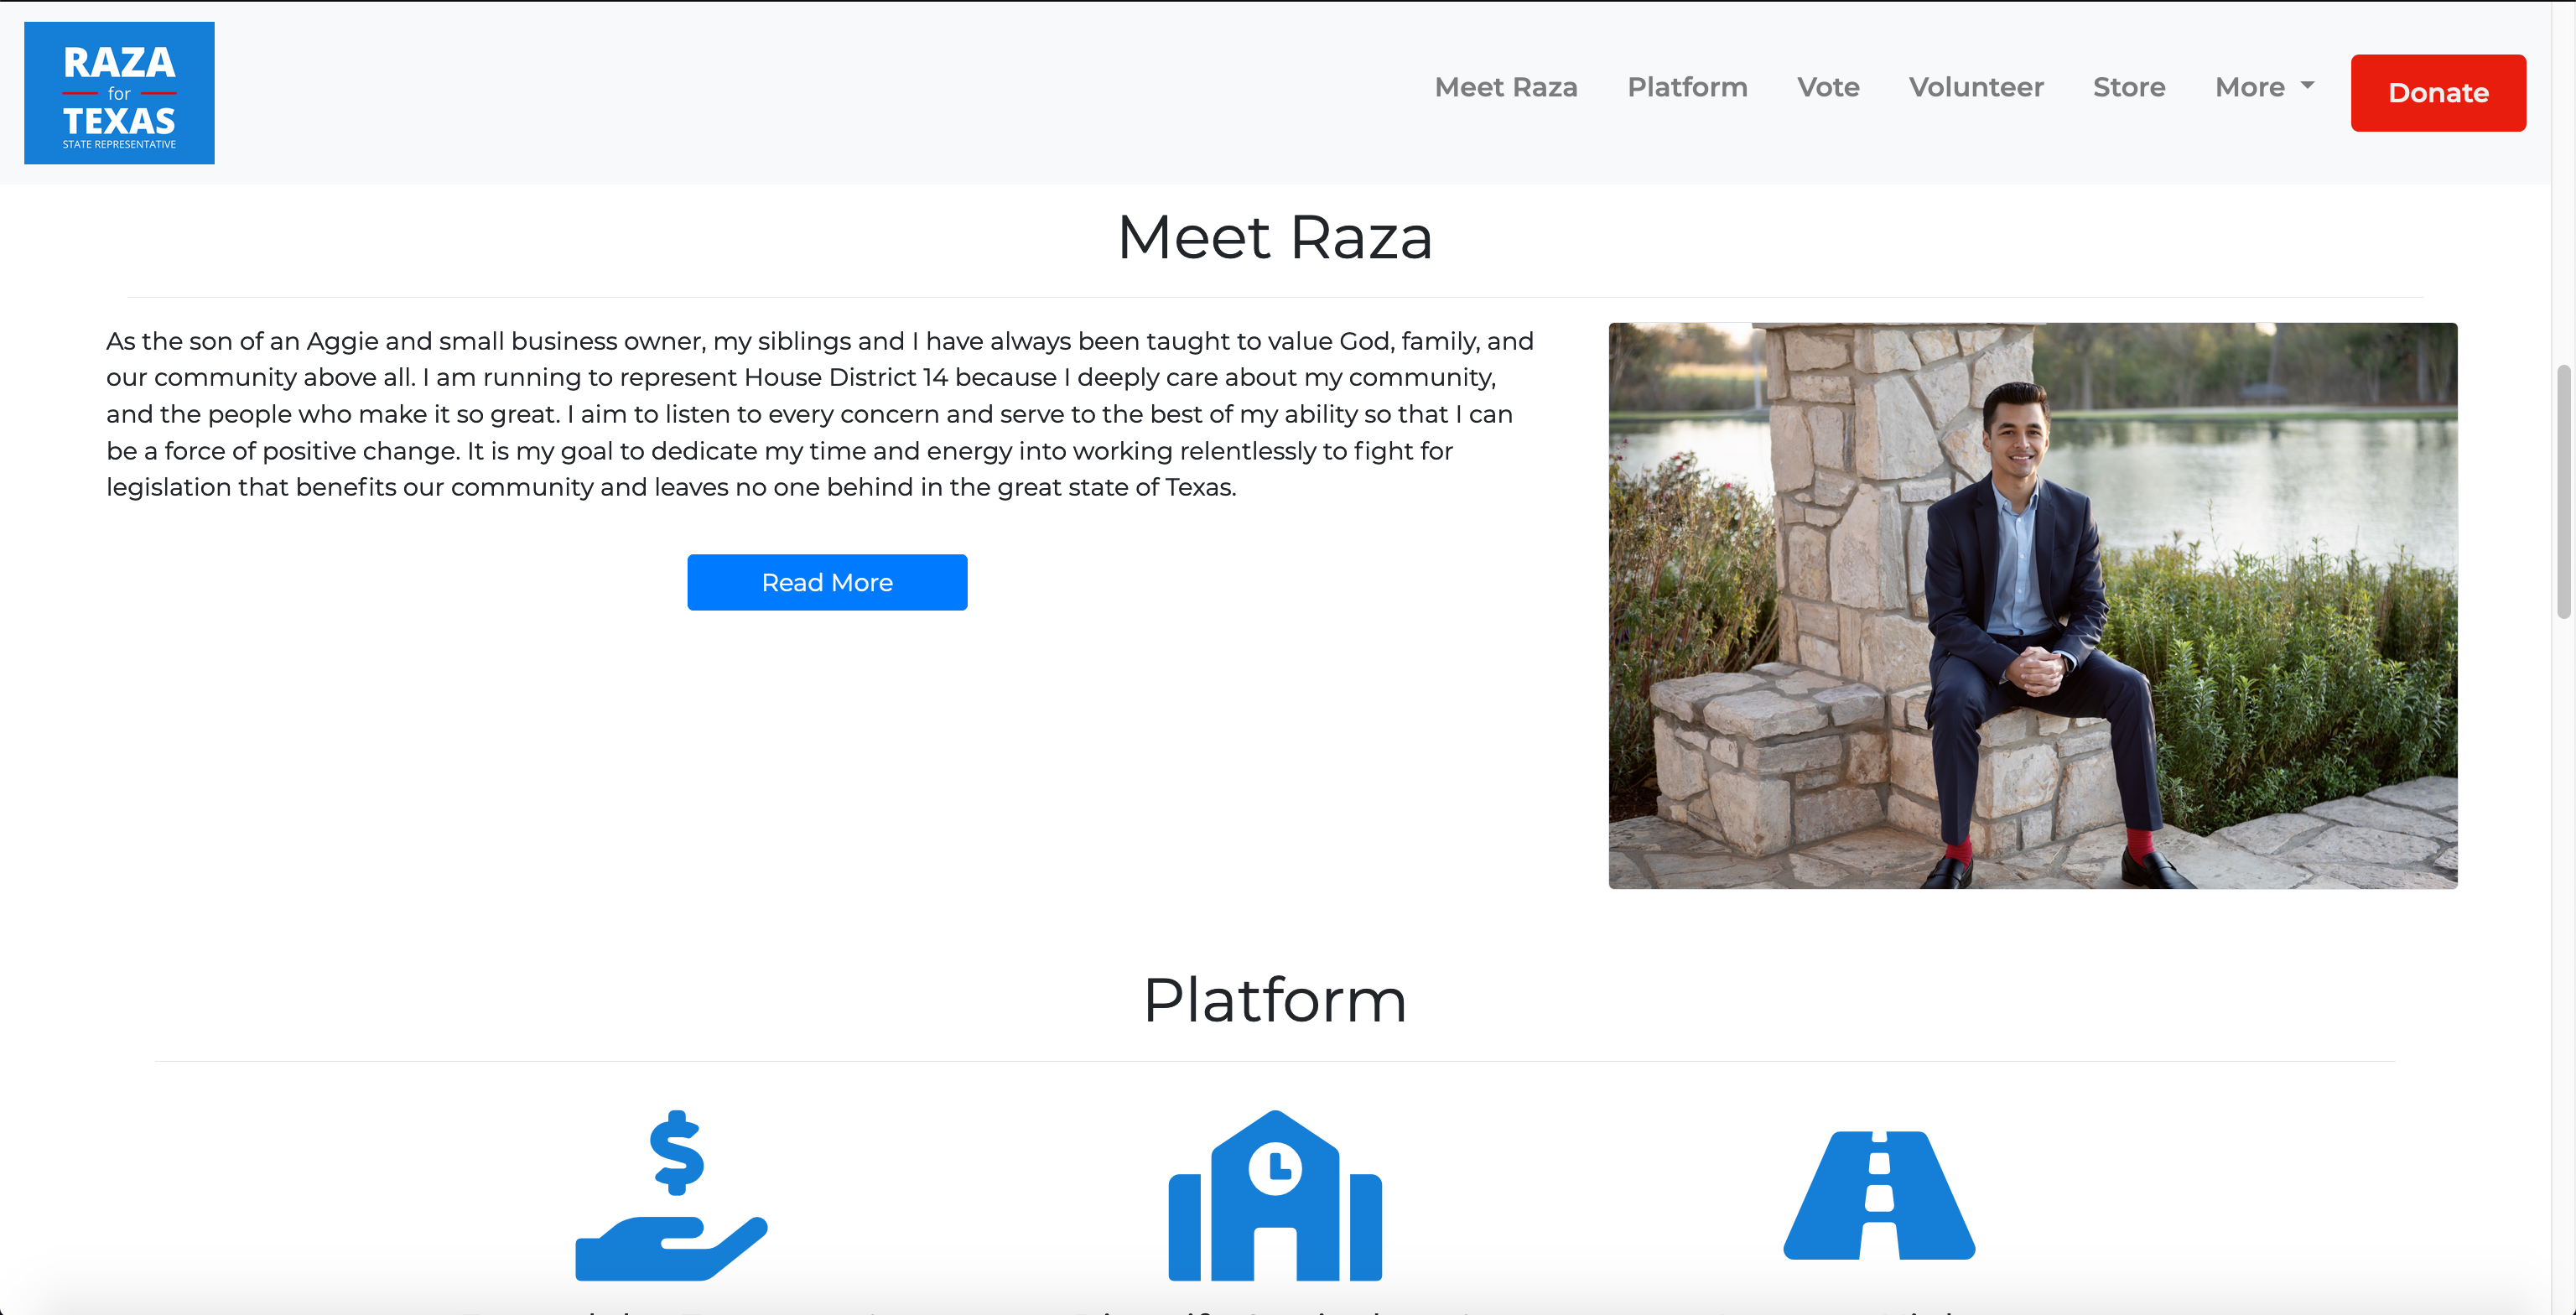 RAZA
for
TEXAS
STATE REPRESENTATIVE
Meet Raza Platform Vote Volunteer Store More Donate
Meet Raza
As the son of an Aggie and small business owner, my siblings and I have always been taught to value God, family, and
our community above all. I am running to represent House District 14 because I deeply care about my community,
and the people who make it so great. I aim to listen to every concern and serve to the best of my ability so that I can
be a force of positive change. It is my goal to dedicate my time and energy into working relentlessly to fight for
legislation that benefits our community and leaves no one behind in the great state of Texas.
Read More
Platform